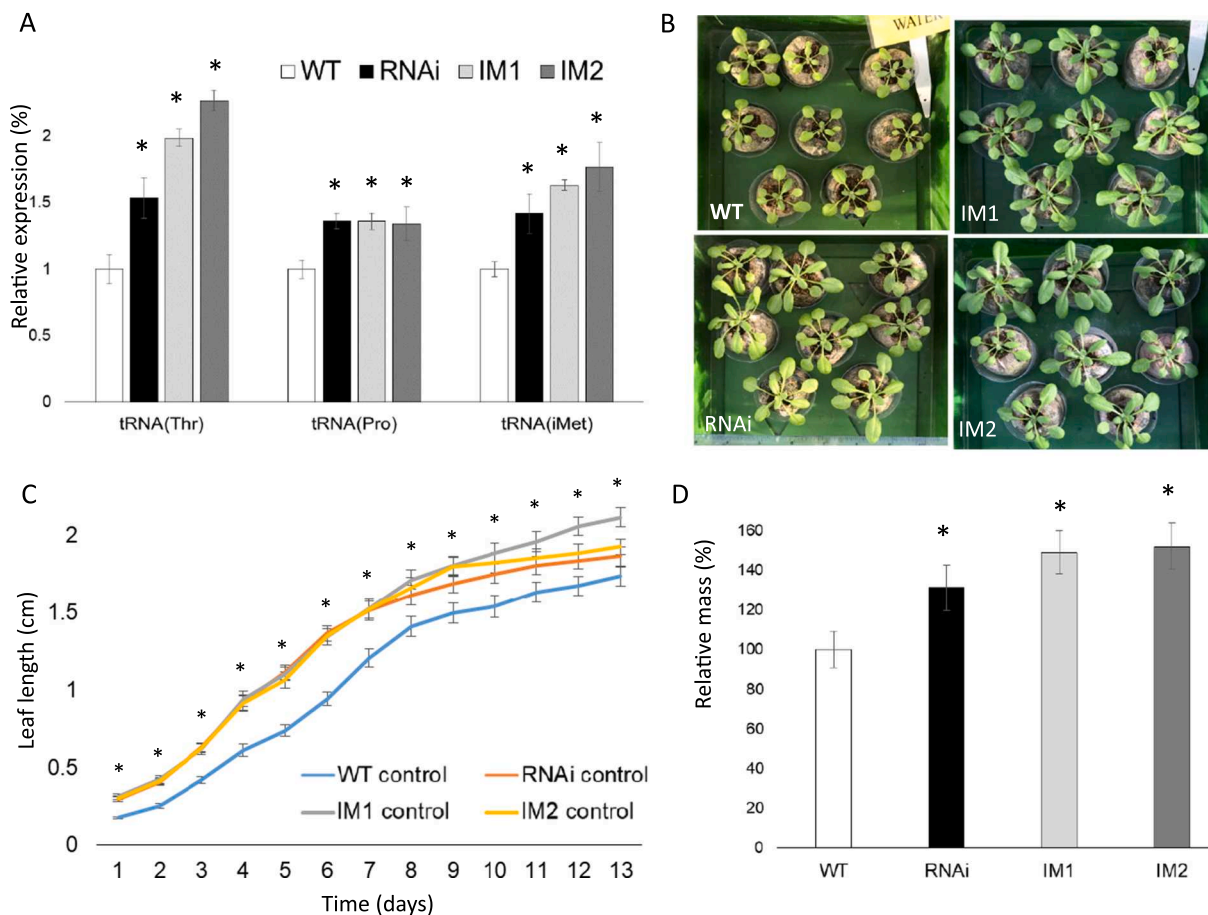 A
WT RNAi IM1 IM2
Relative expression (%)
2
1.5
1
0.5
0
* * *
* * *
* * *
tRNA(Thr) tRNA(Pro) tRNA(iMet)
B
WATER
WT
IM1
RNAi
IM2
C
Leaf length (cm)
2
1.5
1
0.5
0
* * * * * * * * * * * * *
WT control RNAi control
IM1 control IM2 control
1 2 3 4 5 6 7 8 9 10 11 12 13
Time (days)
D
Relative mass (%)
160
140
120
100
80
60
40
20
0
* * *
WT RNAi IM1 IM2